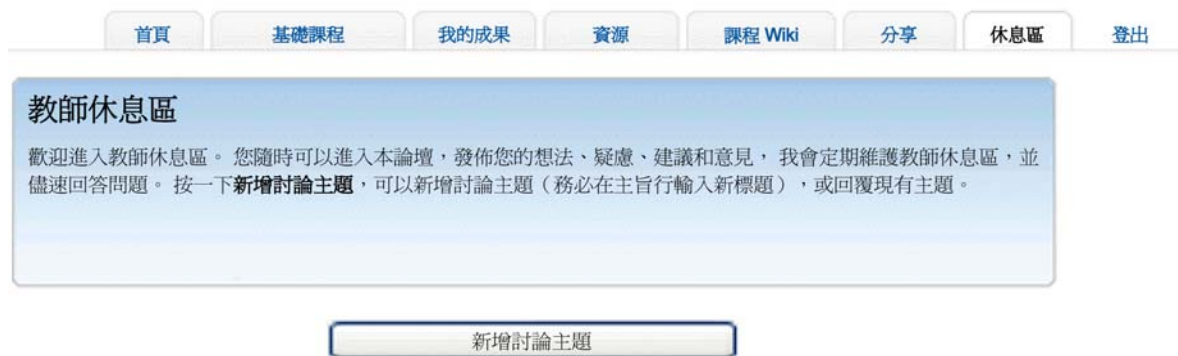 首頁 基礎課程 我的成果 資源 課程 Wiki 分享 休息區 登出
教師休息區
歡迎進入教師休息區。 您隨時可以進入本論壇，發佈您的想法、疑慮、建議和意見， 我會定期維護教師休息區，並
儘速回答問題。 按一下新增討論主題，可以新增討論主題（務必在主旨行輸入新標題），或回覆現有主題。
新增討論主題